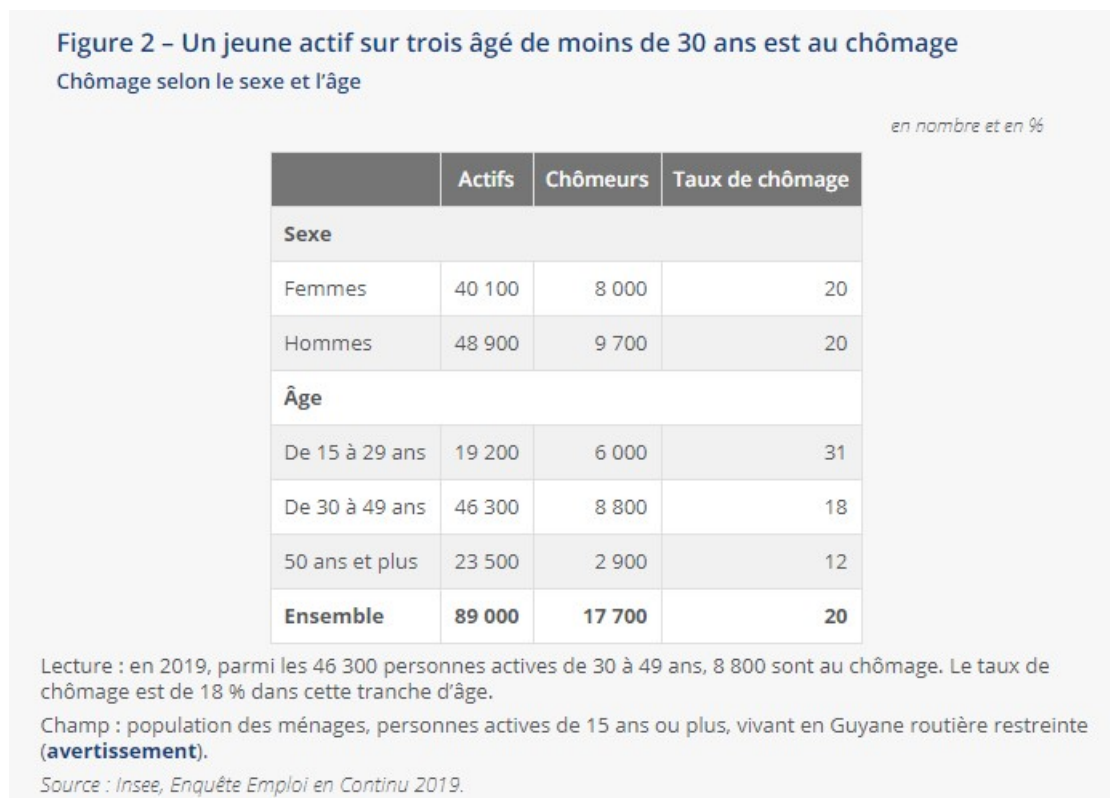 Figure 2 – Un jeune actif sur trois âgé de moins de 30 ans est au chômage
Chômage selon le sexe et l’âge
en nombre et en %
Actifs Chômeurs Taux de chômage
Sexe
Femmes 40 100 8 000 20
Hommes 48 900 9 700 20
Âge
De 15 à 29 ans 19 200 6 000 31
De 30 à 49 ans 46 300 8 800 18
50 ans et plus 23 500 2 900 12
Ensemble 89 000 17 700 20
Lecture : en 2019, parmi les 46 300 personnes actives de 30 à 49 ans, 8 800 sont au chômage. Le taux de
chômage est de 18 % dans cette tranche d’âge.
Champ : population des ménages, personnes actives de 15 ans ou plus, vivant en Guyane routière restreinte
(avertissement).
Source : Insee, Enquête Emploi en Continu 2019.